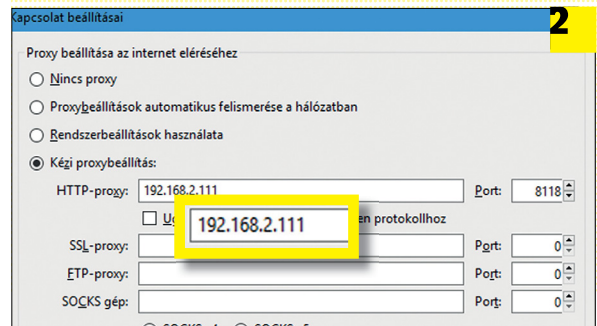 Kapcsolat beállításai
2
Proxy beállítása az internet eléréséhez
Nincs proxy
Proxybeállítások automatikus felismerése a hálózatban
Rendszerbeállítások használata
Kézi proxybeállítás:
HTTP-proxy: 192.168.2.111 Port: 8118
192.168.2.111 protokollhoz
SSL-proxy: Port: 0
FTP-proxy: Port: 0
SOCKS gép: Port: 0